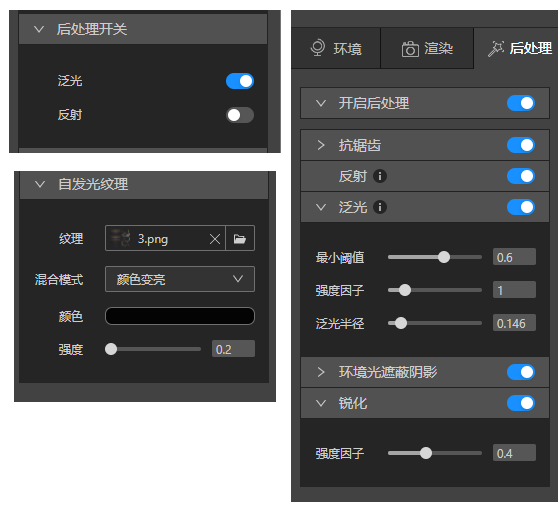 后处理开关
泛光
反射
自发光纹理
纹理 3.png
混合模式 颜色变亮
颜色
强度 0.2
环境 渲染 后处理
开启后处理
抗锯齿
反射
泛光
最小阈值 0.6
强度因子 1
泛光半径 0.146
环境光遮蔽阴影
锐化
强度因子 0.4